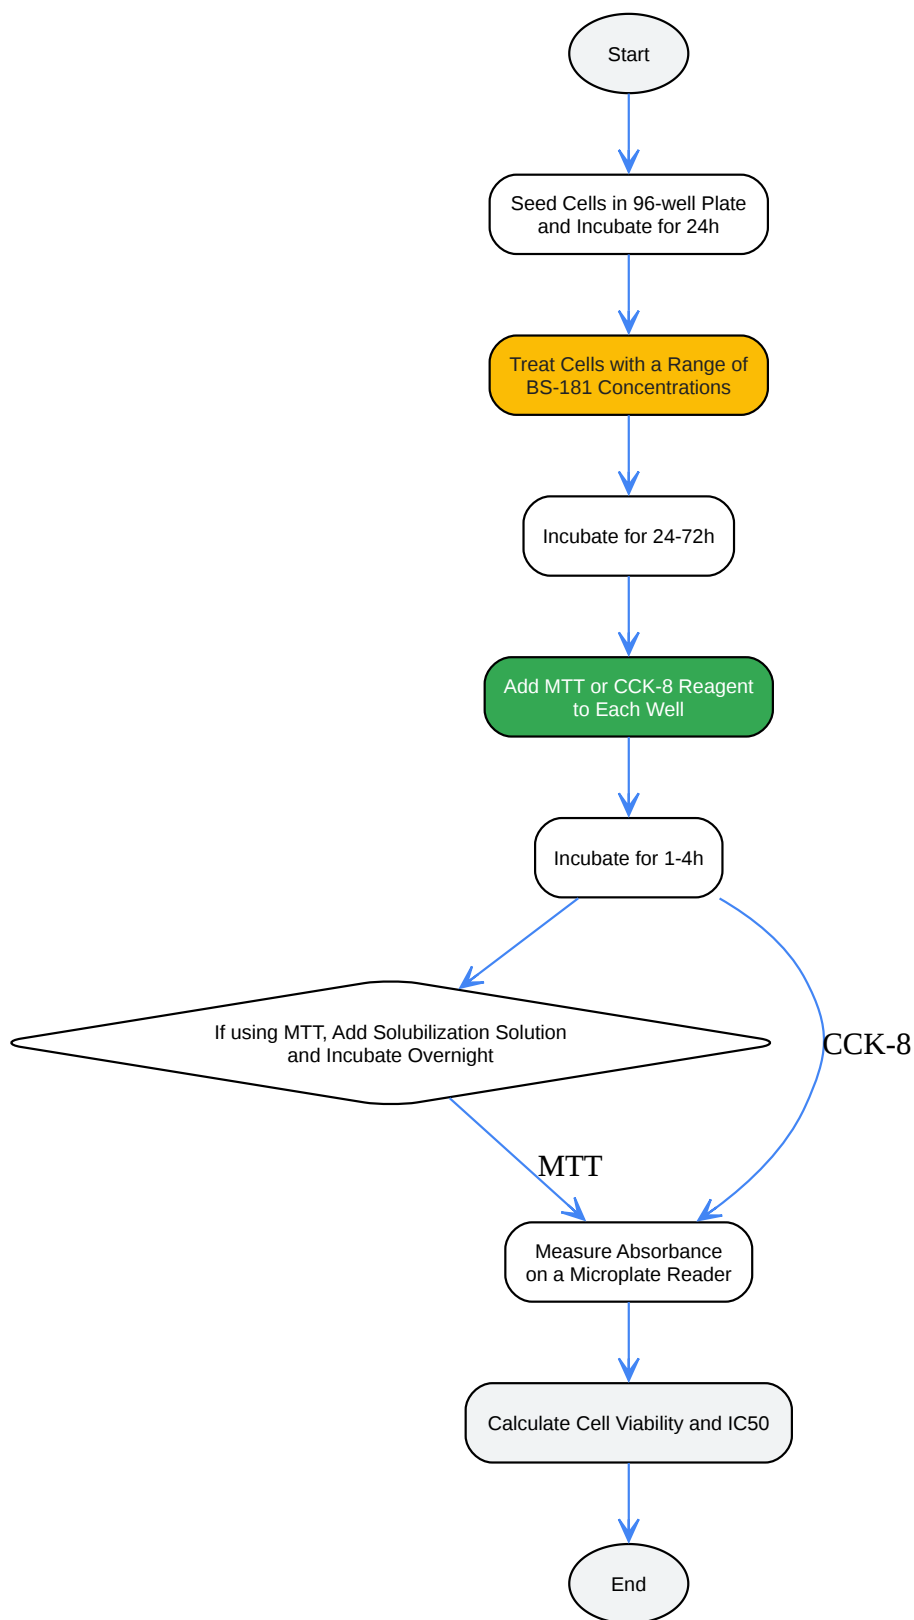 Start
Seed Cells in 96-well Plate
and Incubate for 24h
Treat Cells with a Range of
BS-181 Concentrations
Incubate for 24-72h
Add MTT or CCK-8 Reagent
to Each Well
Incubate for 1-4h
If using MTT, Add Solubilization Solution
and Incubate Overnight
CCK-8
MTT
Measure Absorbance
on a Microplate Reader
Calculate Cell Viability and IC50
End